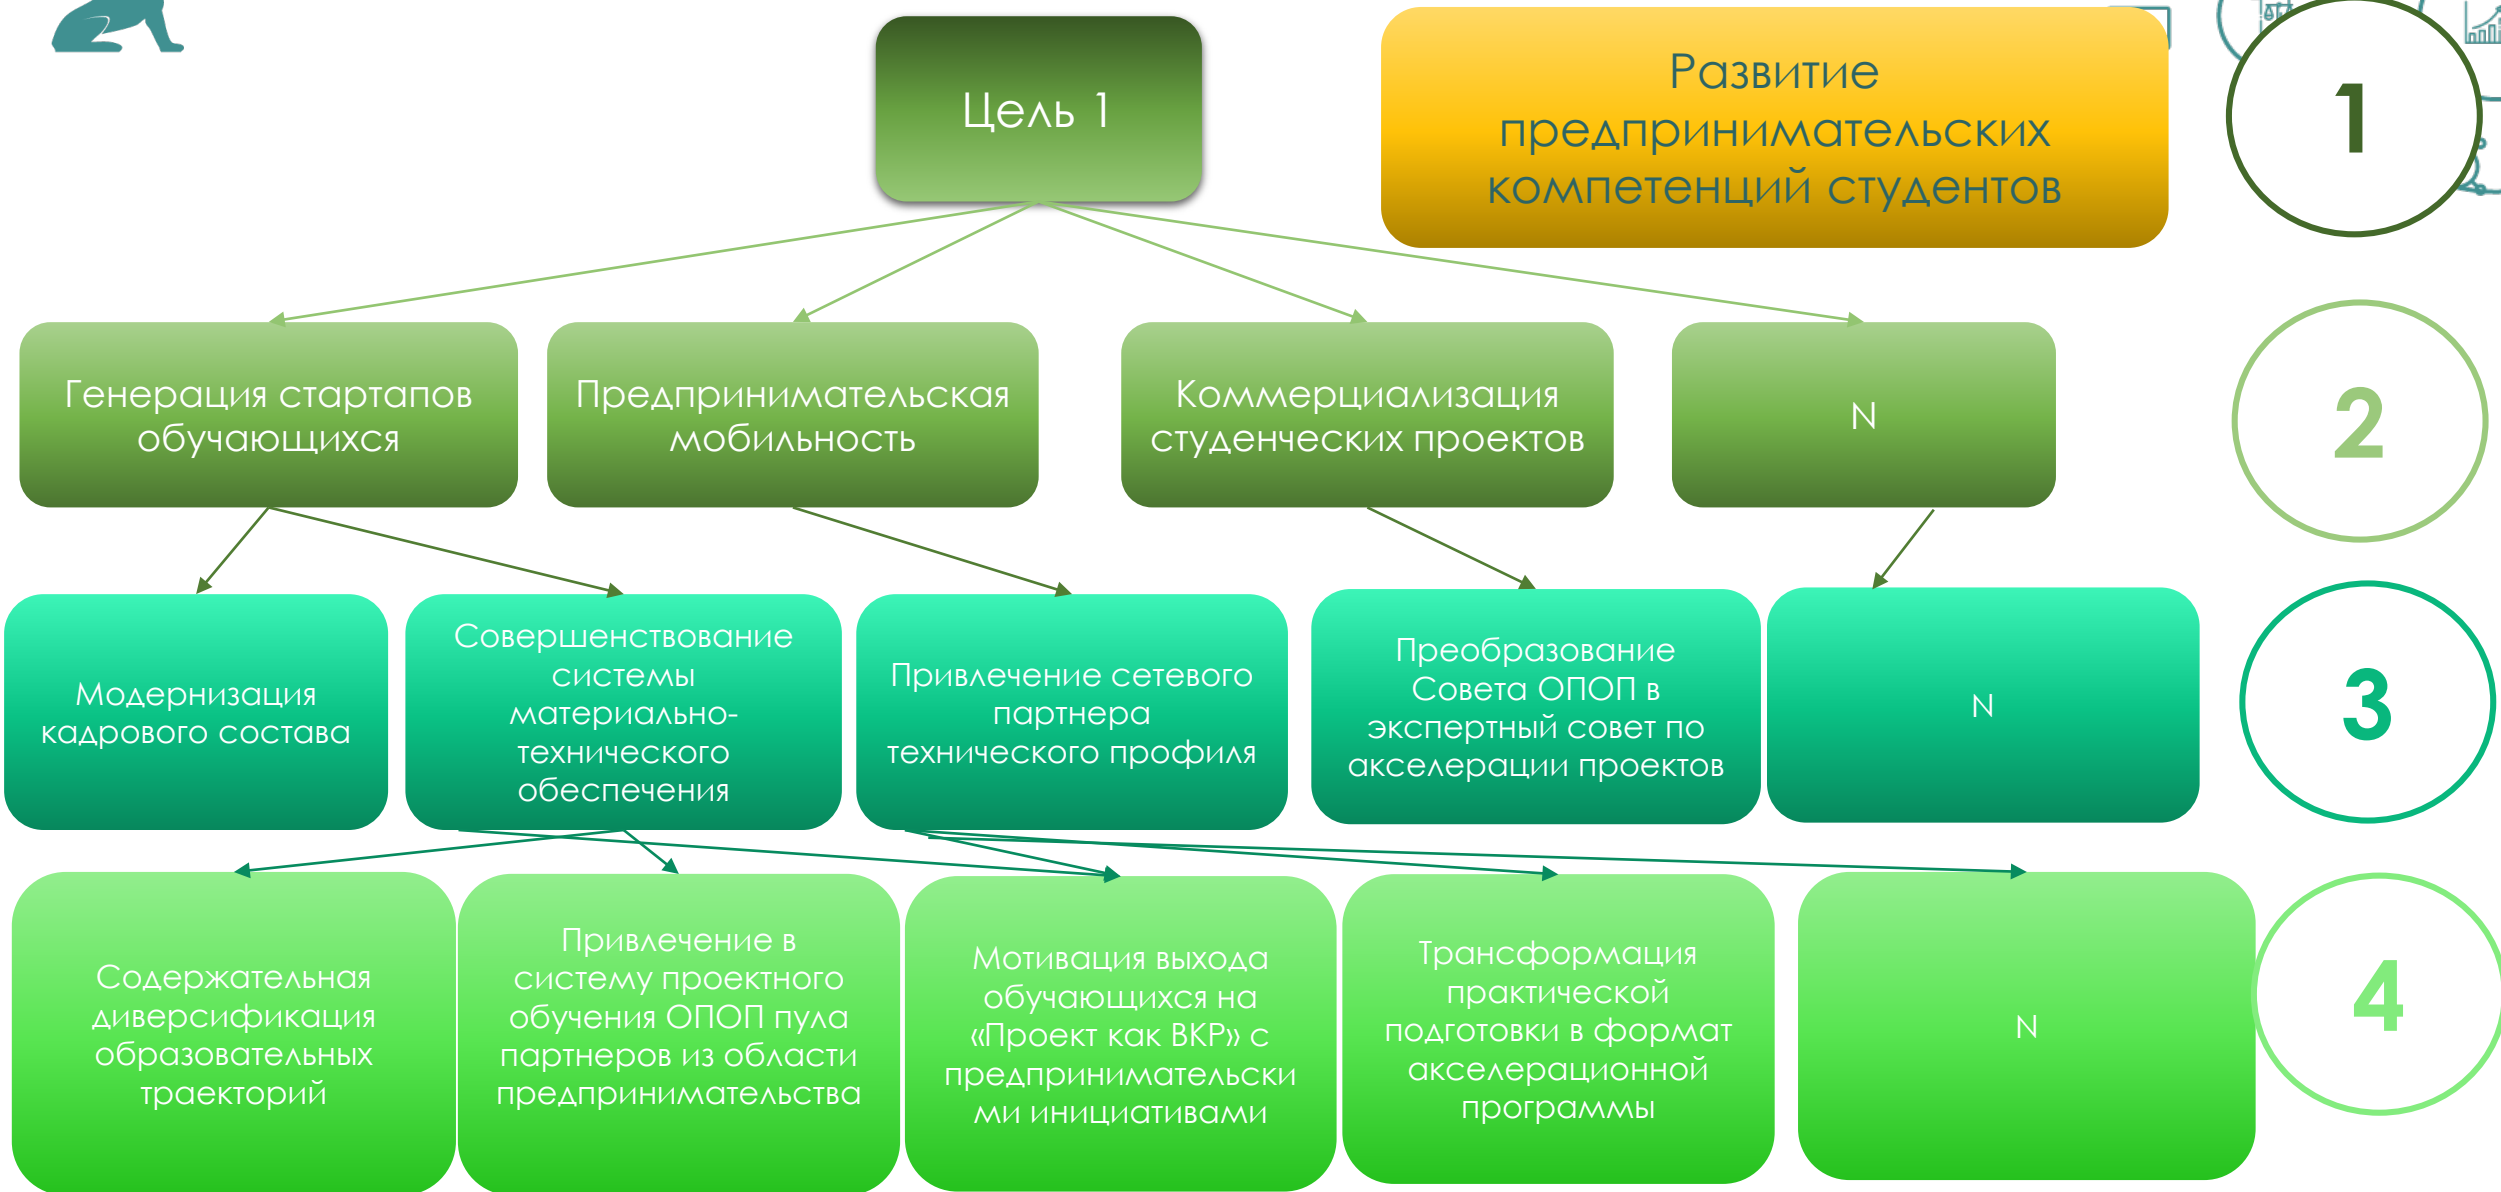 Цель 1
Развитие
предпринимательских
компетенций студентов
1
Генерация стартапов
обучающихся
Предпринимательская
мобильность
Коммерциализация
студенческих проектов
N
2
Модернизация
кадрового состава
Совершенствование
системы
материально-
технического
обеспечения
Привлечение сетевого
партнера
технического профиля
Преобразование
Совета ОПОП в
экспертный совет по
акселерации проектов
N
3
Содержательная
диверсификация
образовательных
траекторий
Привлечение в
систему проектного
обучения ОПОП пула
партнеров из области
предпринимательства
Мотивация выхода
обучающихся на
«Проект как ВКР» с
предпринимательски
ми инициативами
Трансформация
практической
подготовки в формат
акселерационной
программы
N
4